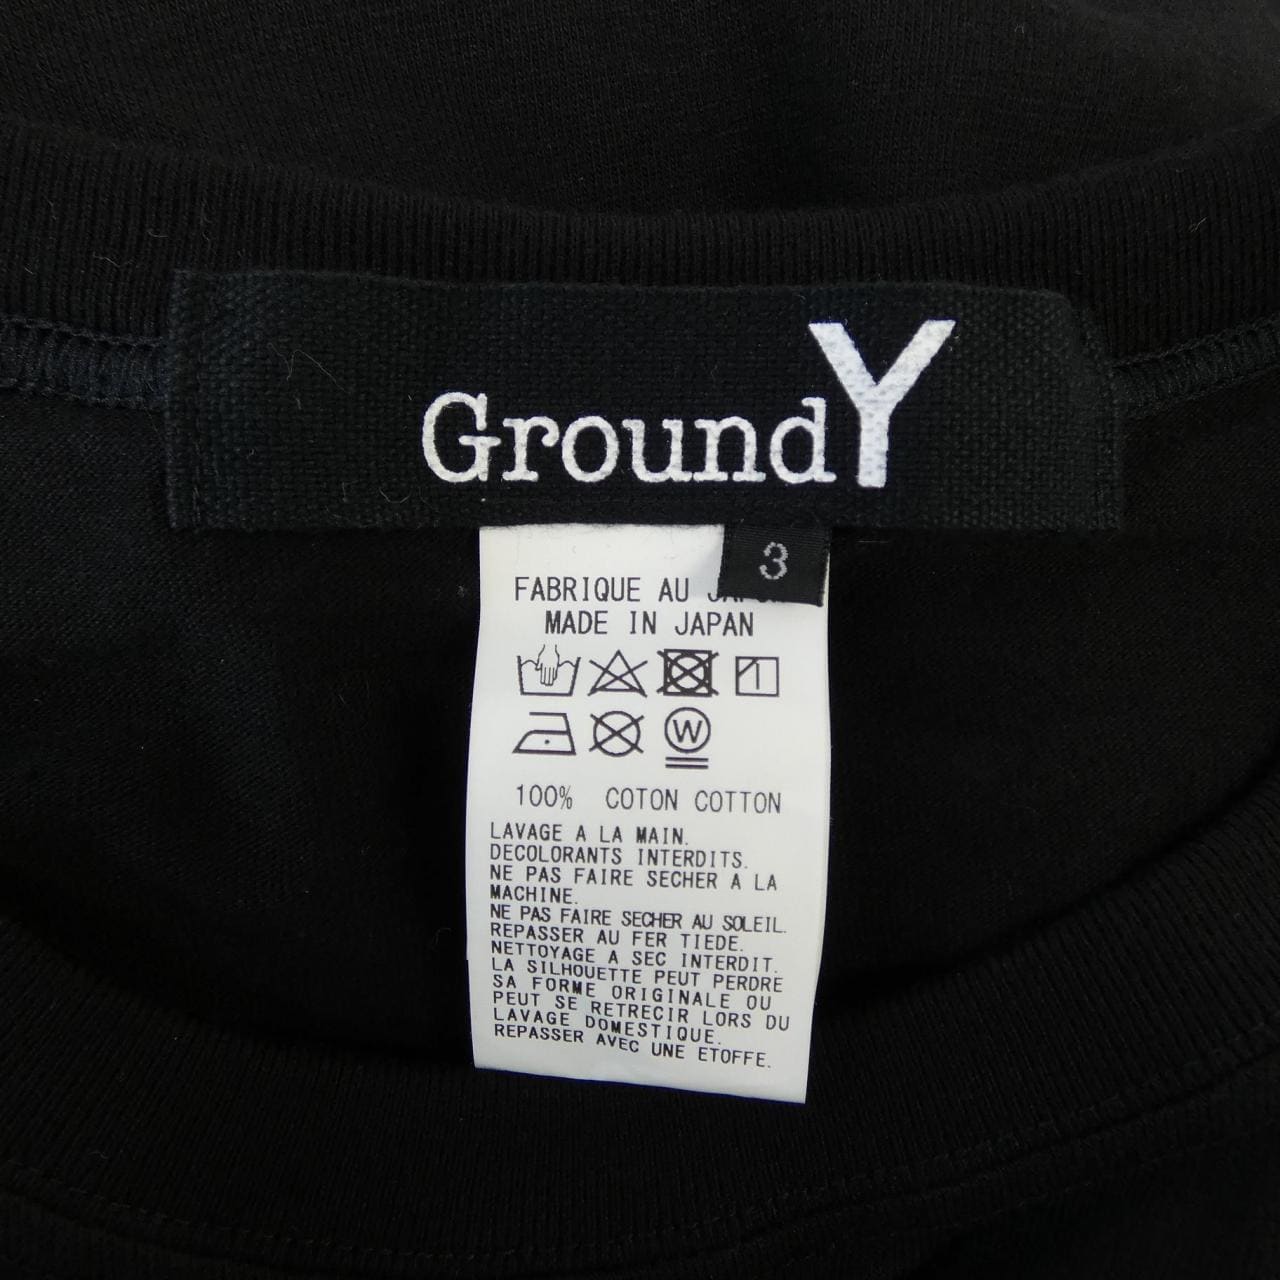 GroundY
3
FABRIQUE AU
MADE IN JAPAN
W
100% COTON COTTON
LAVAGE A LA MAIN.
DECOLORANTS INTERDITS.
NE PAS FAIRE SECHER A LA
MACHINE.
NE PAS FAIRE SECHER AU SOLEIL.
REPASSER AU FER TIEDE.
NETTOYAGE A SEC INTERDIT.
LA SILHOUETTE PEUT PERDRE
SA FORME ORIGINALE OU
PEUT SE RETRECIR LORS DU
LAVAGE DOMESTIQUE.
REPASSER AVEC UNE ETOFFE.